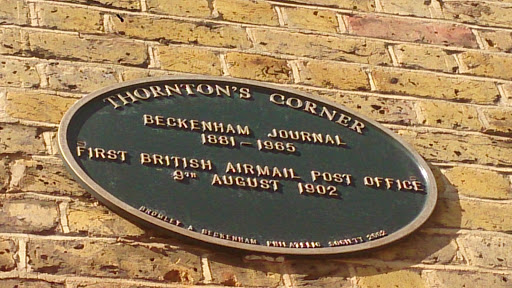 THORNTON'S CORNER
BECKENHAM JOURNAL
1881-1965
FIRST BRITISH AIRMAIL POST OFFICE
9TH AUGUST 1902
BROMLEY & BECKENHAM PHILATELIC SOCIETY 2002